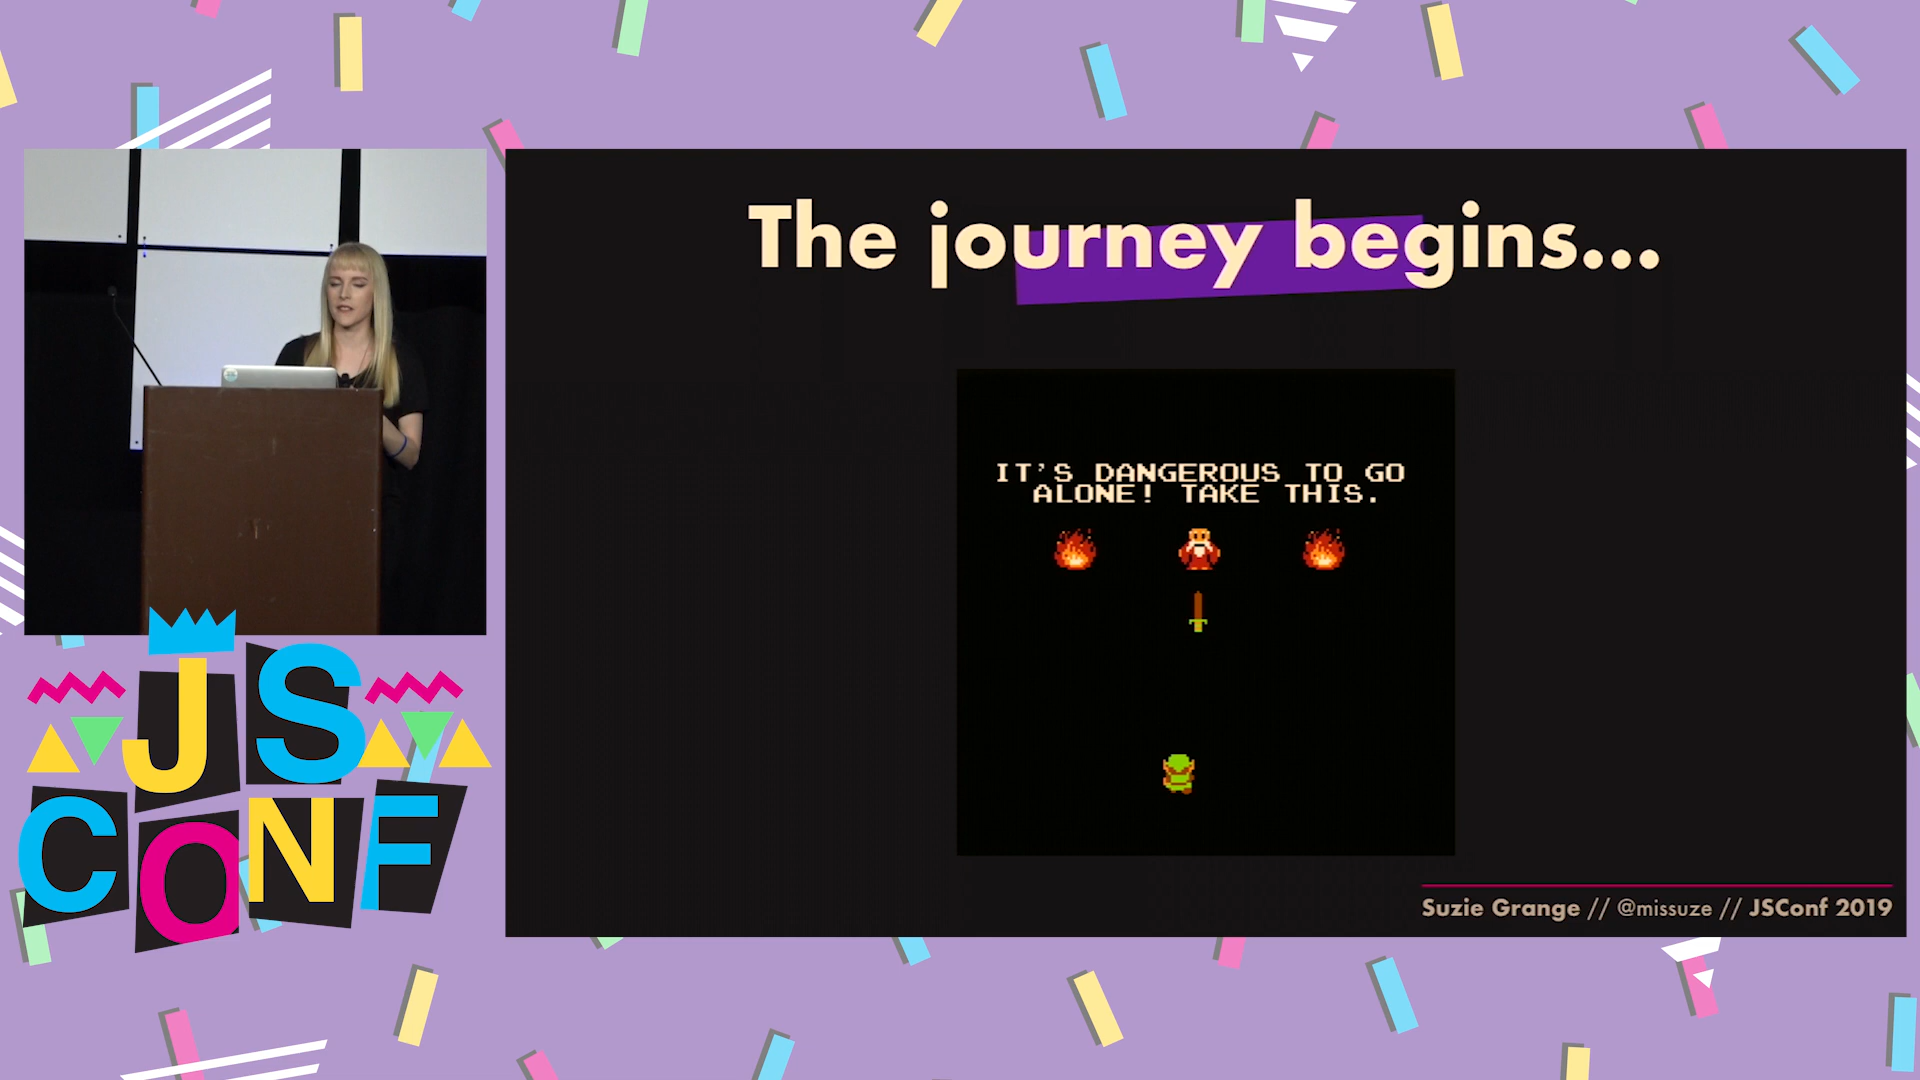 The journey begins...
IT'S DANGEROUS TO GO
ALONE! TAKE THIS.
Suzie Grange // @missuze // JSConf 2019
JS
CONF